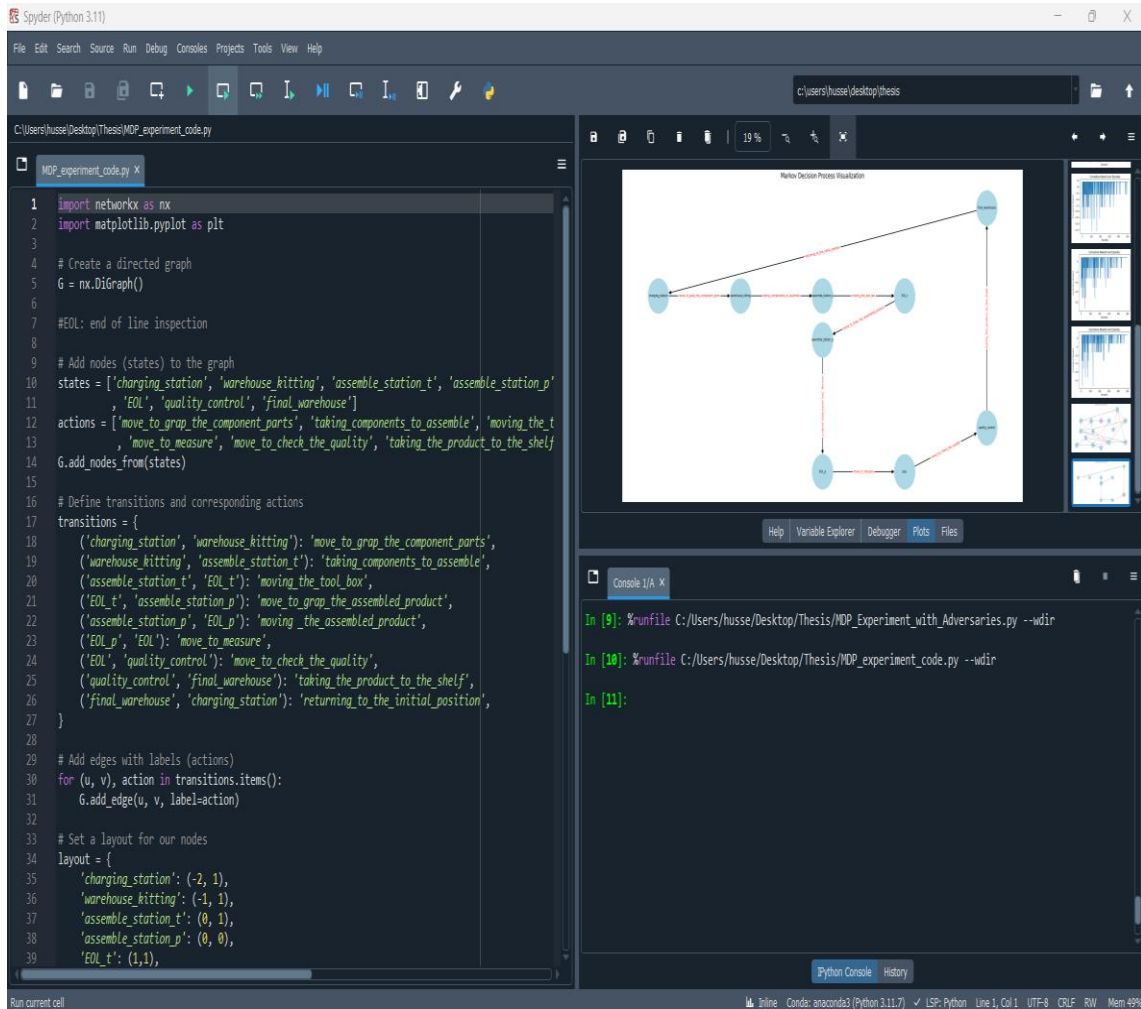 Spyder (Python 3.11)
File Edit Search Source Run Debug Consoles Projects Tools View Help
c:\users\husse\desktop\thesis
C:\Users\husse\Desktop\Thesis\MDP_experiment_code.py
MDP_experiment_code.py X
1 import networkx as nx
2 import matplotlib.pyplot as plt
3
4 # Create a directed graph
5 G = nx.DiGraph()
6
7 #EOL: end of line inspection
8
9 # Add nodes (states) to the graph
10 states = ['charging_station', 'warehouse_kitting', 'assemble_station_t', 'assemble_station_p'
11 , 'EOL', 'quality_control', 'final_warehouse']
12 actions = ['move_to_grap_the_component_parts', 'taking_components_to_assemble', 'moving_the_t
13 , 'move_to_measure', 'move_to_check_the_quality', 'taking_the_product_to_the_shelf
14 G.add_nodes_from(states)
15
16 # Define transitions and corresponding actions
17 transitions = {
18 ('charging_station', 'warehouse_kitting'): 'move_to_grap_the_component_parts',
19 ('warehouse_kitting', 'assemble_station_t'): 'taking_components_to_assemble',
20 ('assemble_station_t', 'EOL_t'): 'moving_the_tool_box',
21 ('EOL_t', 'assemble_station_p'): 'move_to_grap_the_assembled_product',
22 ('assemble_station_p', 'EOL_p'): 'moving _the_assembled_product',
23 ('EOL_p', 'EOL'): 'move_to_measure',
24 ('EOL', 'quality_control'): 'move_to_check_the_quality',
25 ('quality_control', 'final_warehouse'): 'taking_the_product_to_the_shelf',
26 ('final_warehouse', 'charging_station'): 'returning_to_the_initial_position',
27 }
28
29 # Add edges with labels (actions)
30 for (u, v), action in transitions.items():
31 G.add_edge(u, v, label=action)
32
33 # Set a layout for our nodes
34 layout = {
35 'charging_station': (-2, 1),
36 'warehouse_kitting': (-1, 1),
37 'assemble_station_t': (0, 1),
38 'assemble_station_p': (0, 0),
39 'EOL_t': (1,1),
19 %
Markov Decision Process Visualization
Help Variable Explorer Debugger Plots Files
Console 1/A X
In [9]: %runfile C:/Users/husse/Desktop/Thesis/MDP_Experiment_with_Adversaries.py --wdir
In [10]: %runfile C:/Users/husse/Desktop/Thesis/MDP_experiment_code.py --wdir
In [11]:
IPython Console History
Run current cell
Inline Conda: anaconda3 (Python 3.11.7) ✓ LSP: Python Line 1, Col 1 UTF-8 CRLF RW Mem 49%